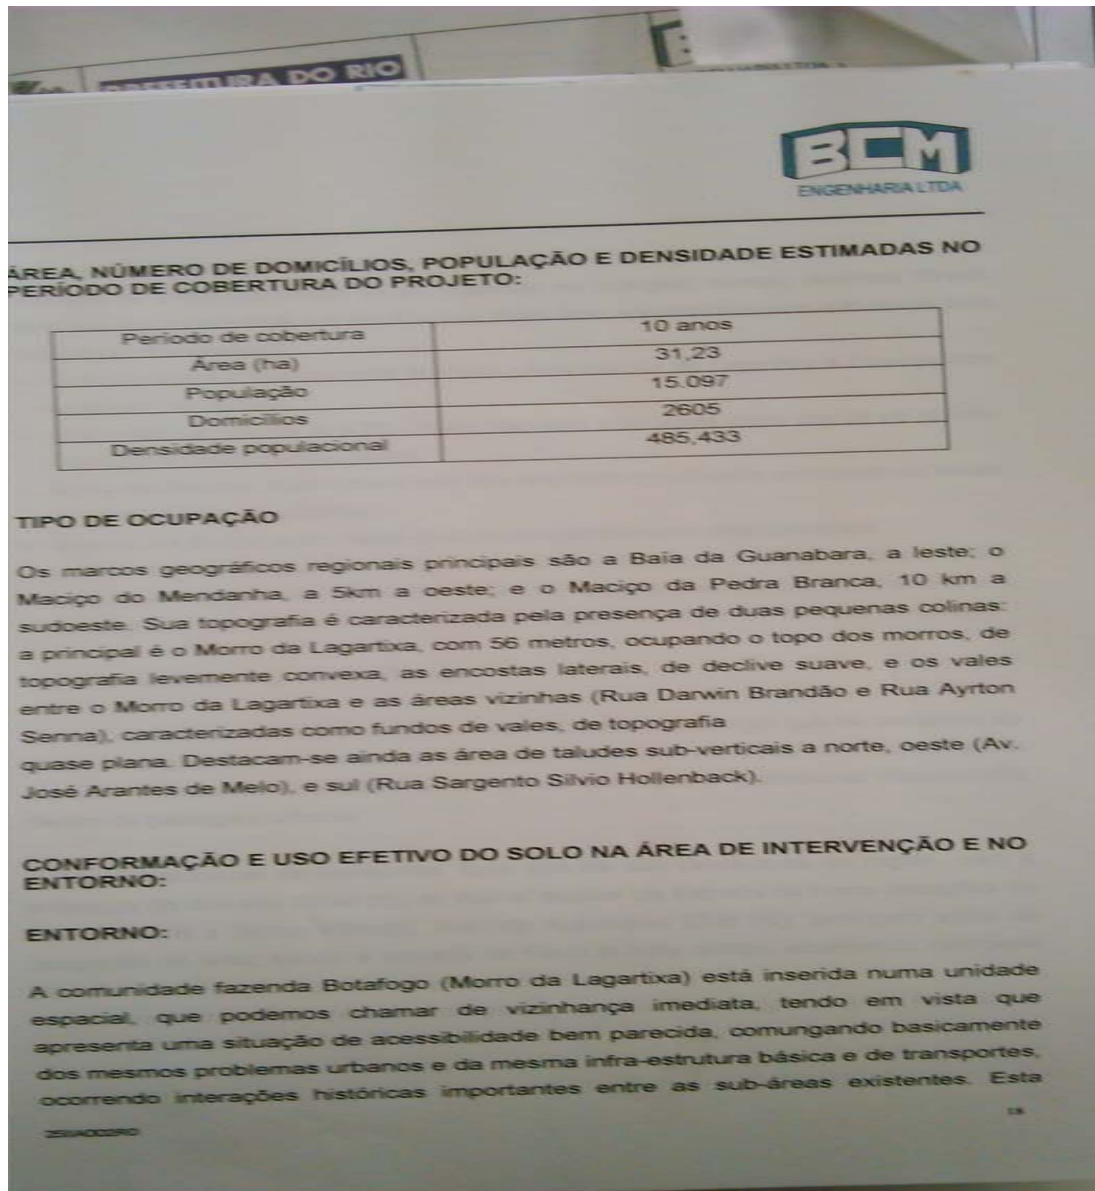 PREFEITURA DO RIO
BCM
ENGENHARIA LTDA
ÁREA, NÚMERO DE DOMICÍLIOS, POPULAÇÃO E DENSIDADE ESTIMADAS NO
PERÍODO DE COBERTURA DO PROJETO:
Período de cobertura 10 anos
Área (ha) 31,23
População 15.097
Domicílios 2605
Densidade populacional 485,433
TIPO DE OCUPAÇÃO
Os marcos geográficos regionais principais são a Baía da Guanabara, a leste; o
Maciço do Mendanha, a 5km a oeste; e o Maciço da Pedra Branca, 10 km a
sudoeste. Sua topografia é caracterizada pela presença de duas pequenas colinas:
a principal é o Morro da Lagartixa, com 56 metros, ocupando o topo dos morros, de
topografia levemente convexa, as encostas laterais, de declive suave, e os vales
entre o Morro da Lagartixa e as áreas vizinhas (Rua Darwin Brandão e Rua Ayrton
Senna), caracterizadas como fundos de vales, de topografia
quase plana. Destacam-se ainda as área de taludes sub-verticais a norte, oeste (Av.
José Arantes de Melo), e sul (Rua Sargento Silvio Hollenback).
CONFORMAÇÃO E USO EFETIVO DO SOLO NA ÁREA DE INTERVENÇÃO E NO
ENTORNO:
ENTORNO:
A comunidade fazenda Botafogo (Morro da Lagartixa) está inserida numa unidade
espacial, que podemos chamar de vizinhança imediata, tendo em vista que
apresenta uma situação de acessibilidade bem parecida, comungando basicamente
dos mesmos problemas urbanos e da mesma infra-estrutura básica e de transportes,
ocorrendo interações históricas importantes entre as sub-áreas existentes. Esta